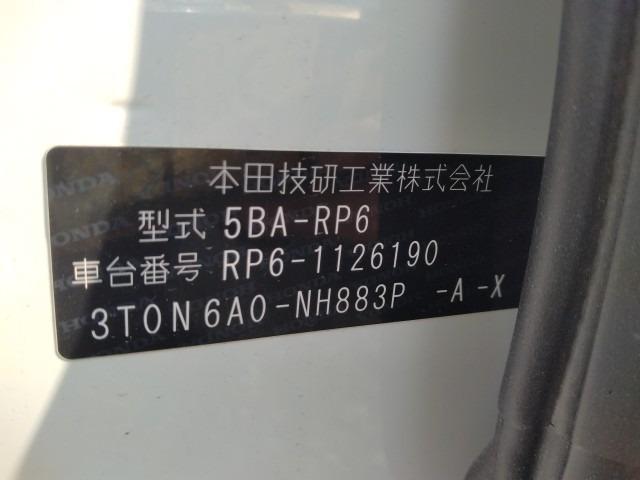 本田技研工業株式会社
型式 5BA-RP6
車台番号 RP6-1126190
3TON6A0-NH883P -A -X